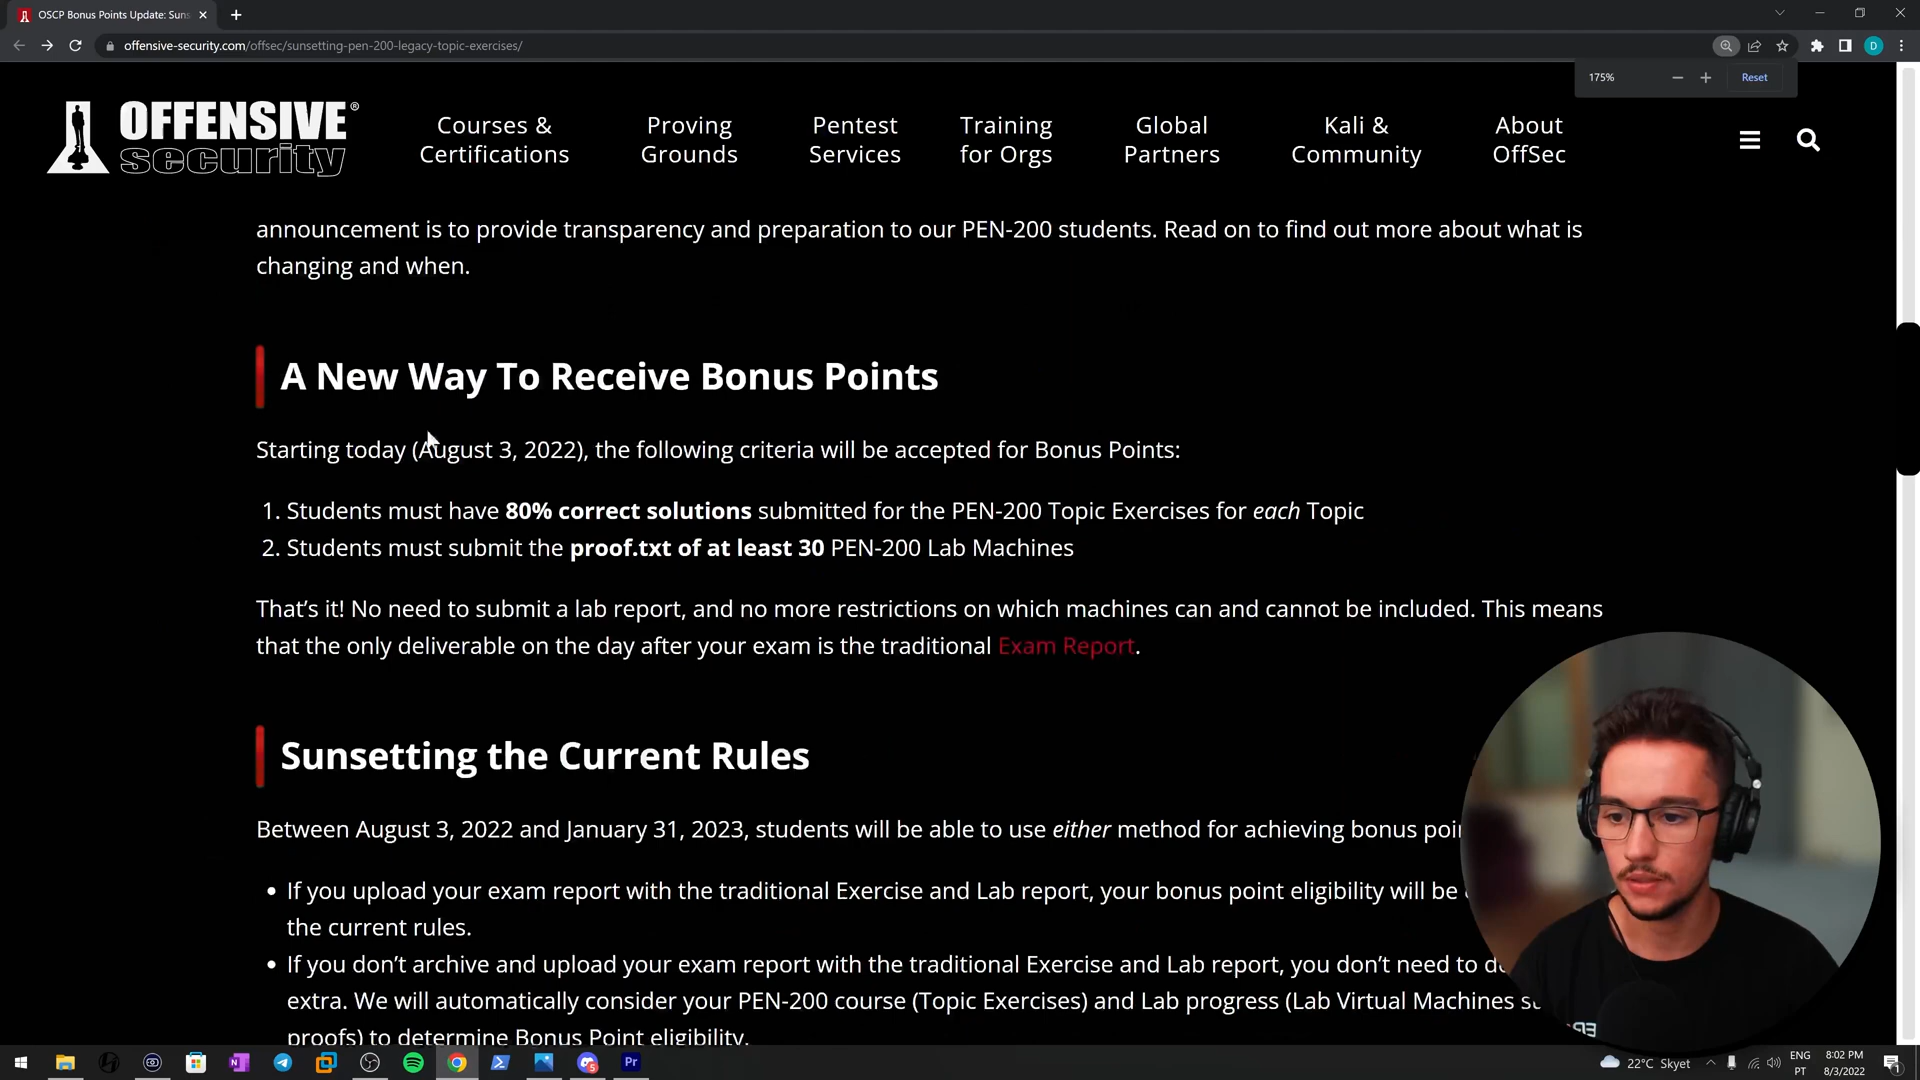 OSCP Bonus Points Update: Suns
offensive-security.com/offsec/sunsetting-pen-200-legacy-topic-exercises/
D
175%
Reset
OFFENSIVE®
security
Courses &
Certifications
Proving
Grounds
Pentest
Services
Training
for Orgs
Global
Partners
Kali &
Community
About
OffSec
announcement is to provide transparency and preparation to our PEN-200 students. Read on to find out more about what is
changing and when.
A New Way To Receive Bonus Points
Starting today (August 3, 2022), the following criteria will be accepted for Bonus Points:
1. Students must have 80% correct solutions submitted for the PEN-200 Topic Exercises for each Topic
2. Students must submit the proof.txt of at least 30 PEN-200 Lab Machines
That's it! No need to submit a lab report, and no more restrictions on which machines can and cannot be included. This means
that the only deliverable on the day after your exam is the traditional Exam Report.
Sunsetting the Current Rules
Between August 3, 2022 and January 31, 2023, students will be able to use either method for achieving bonus poi
• If you upload your exam report with the traditional Exercise and Lab report, your bonus point eligibility will be
the current rules.
• If you don't archive and upload your exam report with the traditional Exercise and Lab report, you don't need to d
extra. We will automatically consider your PEN-200 course (Topic Exercises) and Lab progress (Lab Virtual Machines
proofs) to determine Bonus Point eligibility.
N
Pr
5
22°C Skyet
ENG
PT
8:02 PM
8/3/2022
1